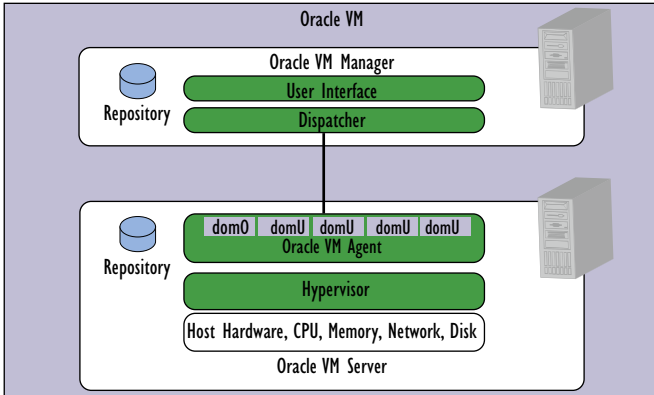 Oracle VM
Oracle VM Manager
User Interface
Repository
Dispatcher
dom0 domU domU domU domU
Oracle VM Agent
Repository
Hypervisor
Host Hardware, CPU, Memory, Network, Disk
Oracle VM Server